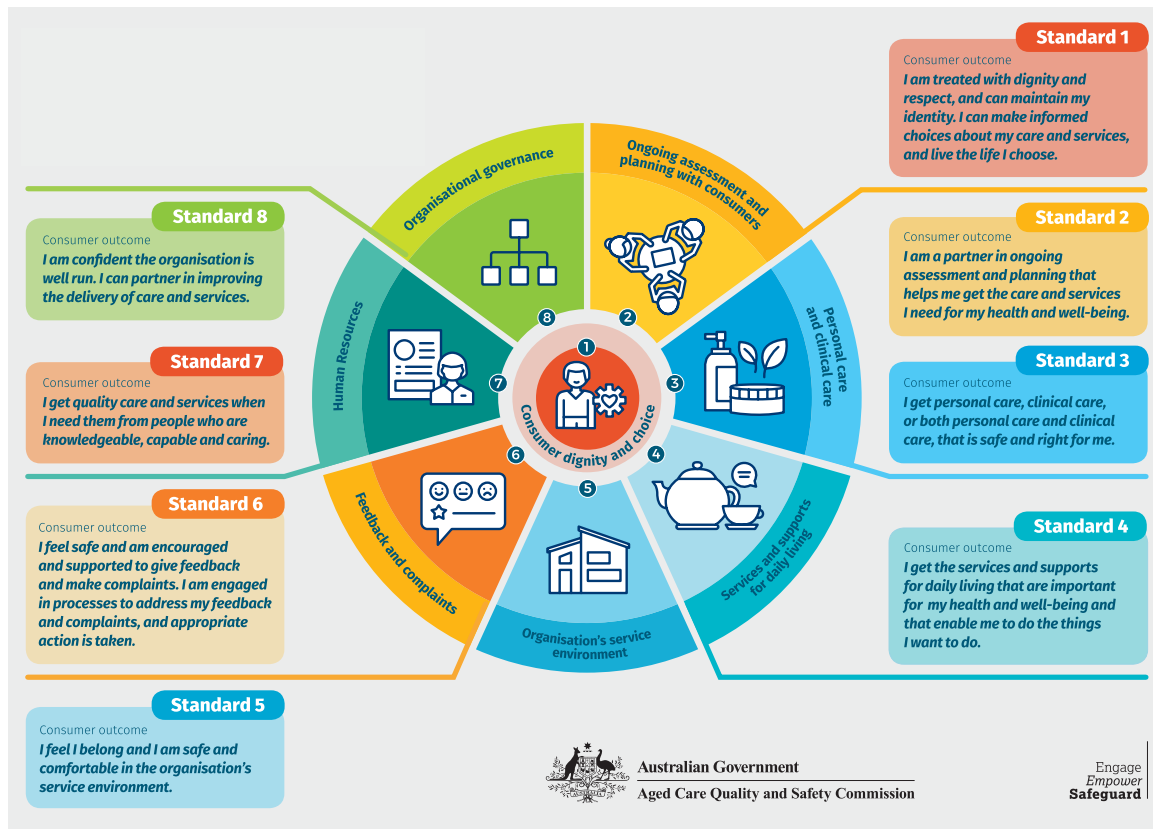 Standard 1
Consumer outcome
I am treated with dignity and
respect, and can maintain my
identity. I can make informed
choices about my care and services,
and live the life I choose.
Standard 2
Consumer outcome
I am a partner in ongoing
assessment and planning that
helps me get the care and services
I need for my health and well-being.
Standard 3
Consumer outcome
I get personal care, clinical care,
or both personal care and clinical
care, that is safe and right for me.
Standard 4
Consumer outcome
I get the services and supports
for daily living that are important
for my health and well-being and
that enable me to do the things
I want to do.
Standard 8
Consumer outcome
I am confident the organisation is
well run. I can partner in improving
the delivery of care and services.
Standard 7
Consumer outcome
I get quality care and services when
I need them from people who are
knowledgeable, capable and caring.
Standard 6
Consumer outcome
I feel safe and am encouraged
and supported to give feedback
and make complaints. I am engaged
in processes to address my feedback
and complaints, and appropriate
action is taken.
Standard 5
Consumer outcome
I feel I belong and I am safe and
comfortable in the organisation's
service environment.
1
Consumer dignity and choice
2
Ongoing assessment and
planning with consumers
3
Personal care
and clinical care
4
Services and supports
for daily living
5
Organisation's service
environment
6
Feedback and complaints
7
Human Resources
8
Organisational governance
Australian Government
Aged Care Quality and Safety Commission
Engage
Empower
Safeguard